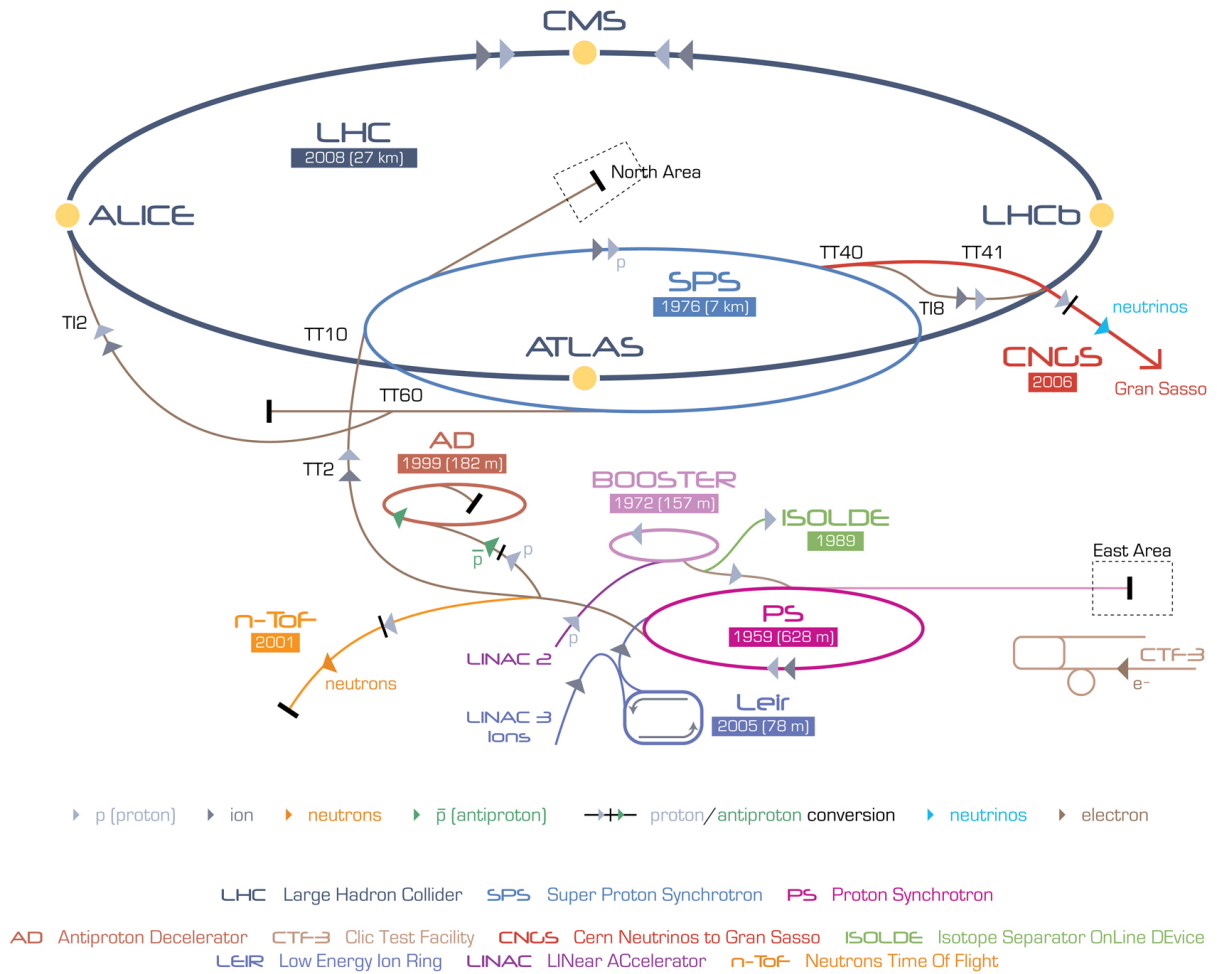 CMS
LHC
2008 (27 km)
North Area
ALICE
LHCb
TT40
TT41
p
SPS
1976 (7 km)
TI8
neutrinos
TI2
TT10
ATLAS
CNGS
2006
Gran Sasso
TT60
AD
1999 (182 m)
TT2
BOOSTER
1972 (157 m)
ISOLDE
1989
p̅
p
East Area
n-ToF
2001
PS
1959 (628 m)
p
LINAC 2
neutrons
CTF-3
e-
LINAC 3
Ions
Leir
2005 (78 m)
p (proton) ion neutrons p̅ (antiproton) proton/antiproton conversion neutrinos electron
LHC Large Hadron Collider SPS Super Proton Synchrotron PS Proton Synchrotron
AD Antiproton Decelerator CTF-3 Clic Test Facility CNGS Cern Neutrinos to Gran Sasso ISOLDE Isotope Separator OnLine DEvice
LEIR Low Energy Ion Ring LINAC LINear ACcelerator n-ToF Neutrons Time Of Flight